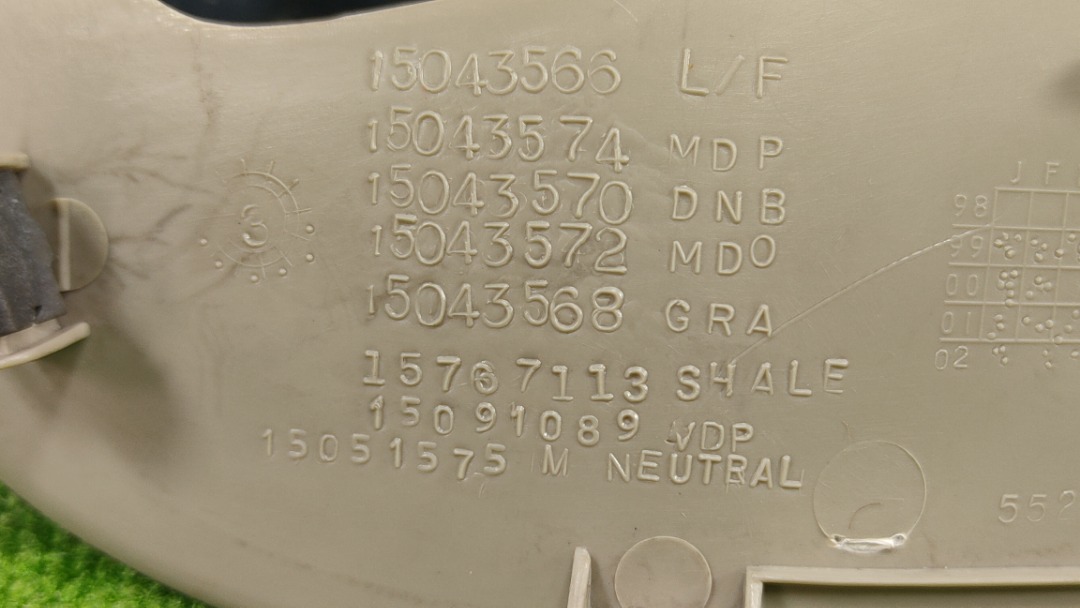 15043566 L/F
15043574 MDP
15043570 DNB
15043572 MDO
15043568 GRA
15767113 SHALE
15091089 VDP
15051575 M NEUTRAL
3
J F
98
99
00
01
02
552